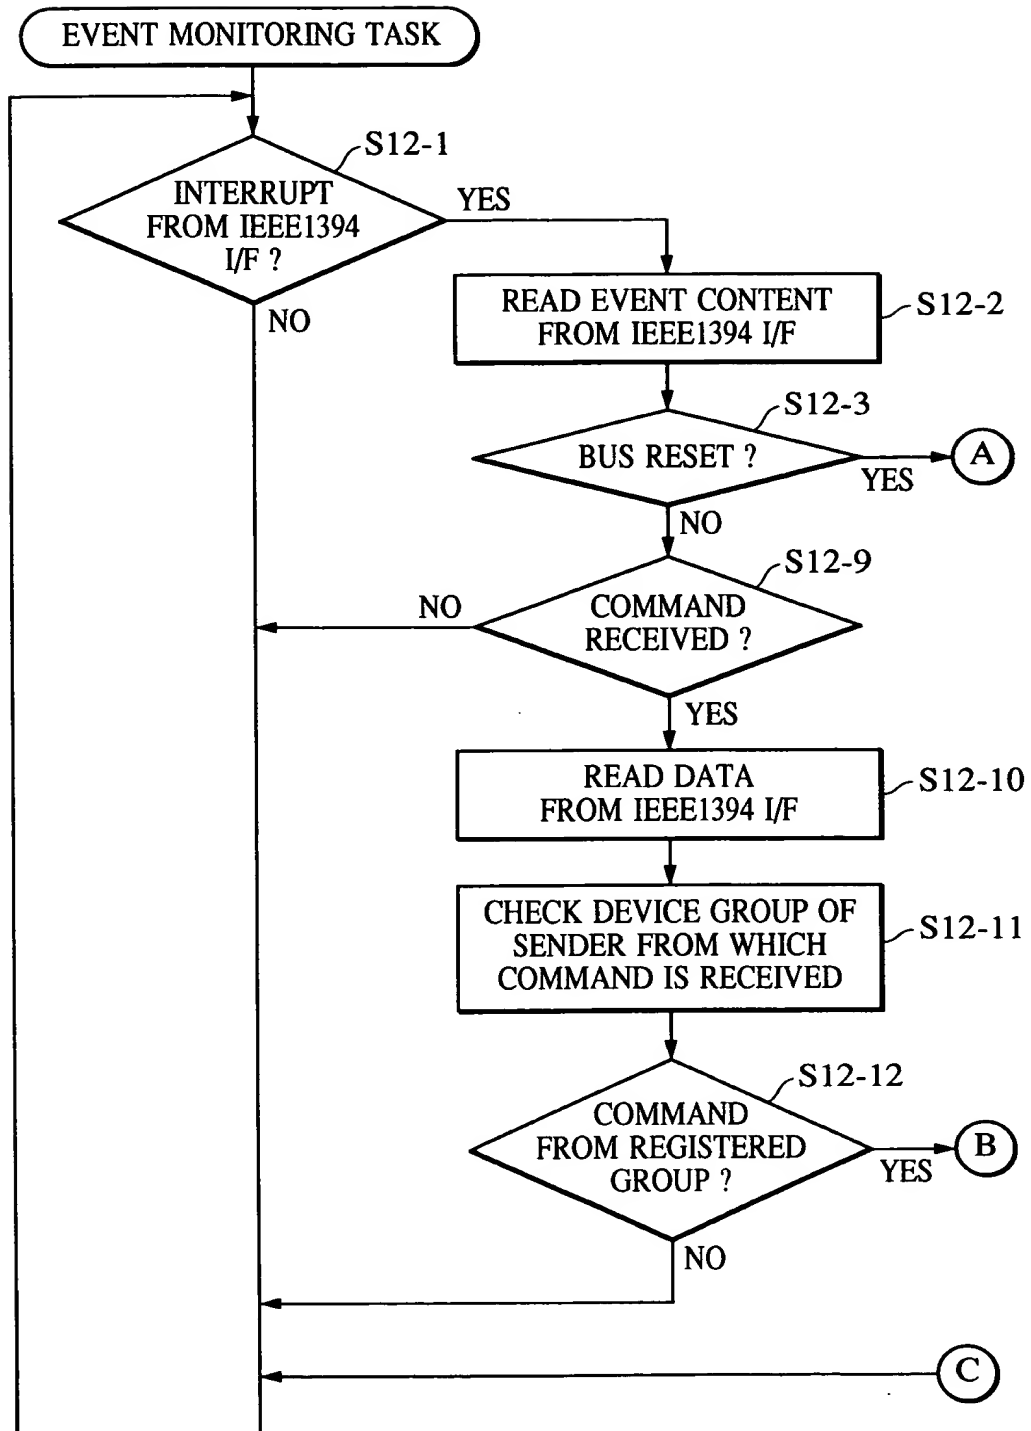 EVENT MONITORING TASK
S12-1
INTERRUPT
FROM IEEE1394
I/F ?
YES
NO
READ EVENT CONTENT
FROM IEEE1394 I/F
S12-2
S12-3
BUS RESET ?
YES
A
NO
S12-9
COMMAND
RECEIVED ?
NO
YES
READ DATA
FROM IEEE1394 I/F
S12-10
CHECK DEVICE GROUP OF
SENDER FROM WHICH
COMMAND IS RECEIVED
S12-11
S12-12
COMMAND
FROM REGISTERED
GROUP ?
YES
B
NO
C